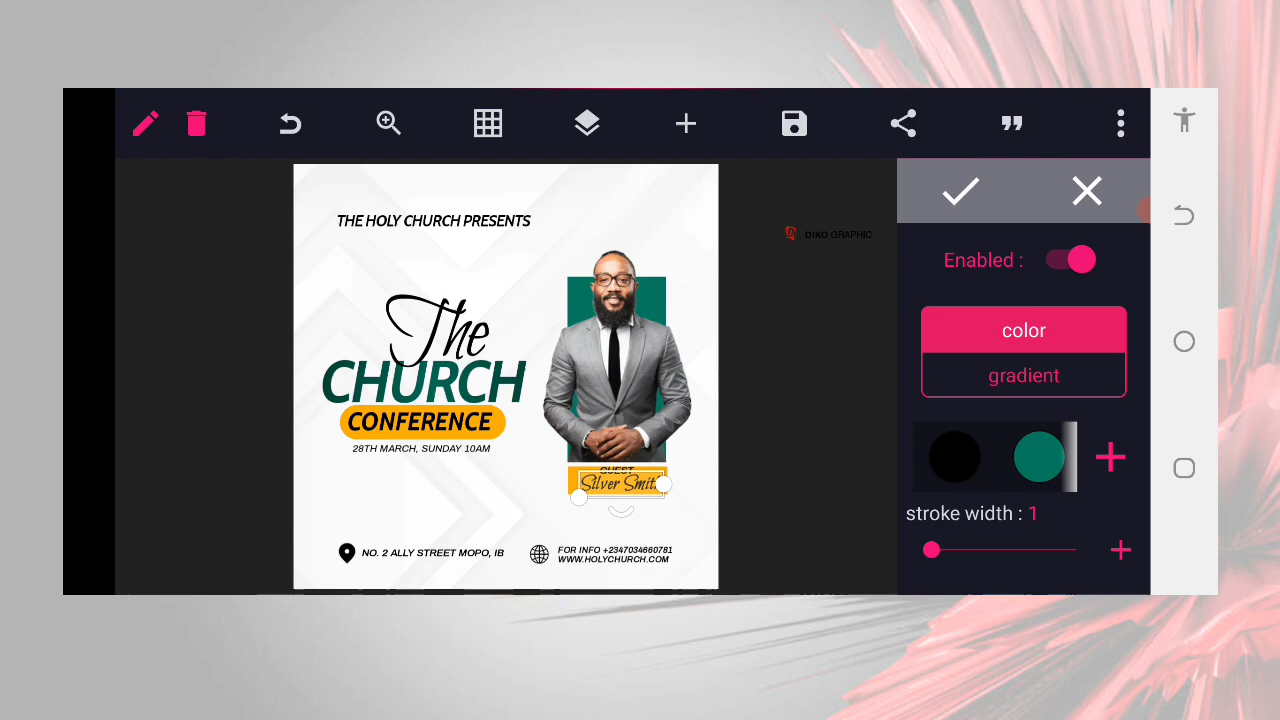 THE HOLY CHURCH PRESENTS
DIKO GRAPHIC
The
CHURCH
CONFERENCE
28TH MARCH, SUNDAY 10AM
GUEST
Silver Smith
NO. 2 ALLY STREET MOPO, IB
FOR INFO +2347034660781
WWW.HOLYCHURCH.COM
Enabled :
color
gradient
stroke width : 1